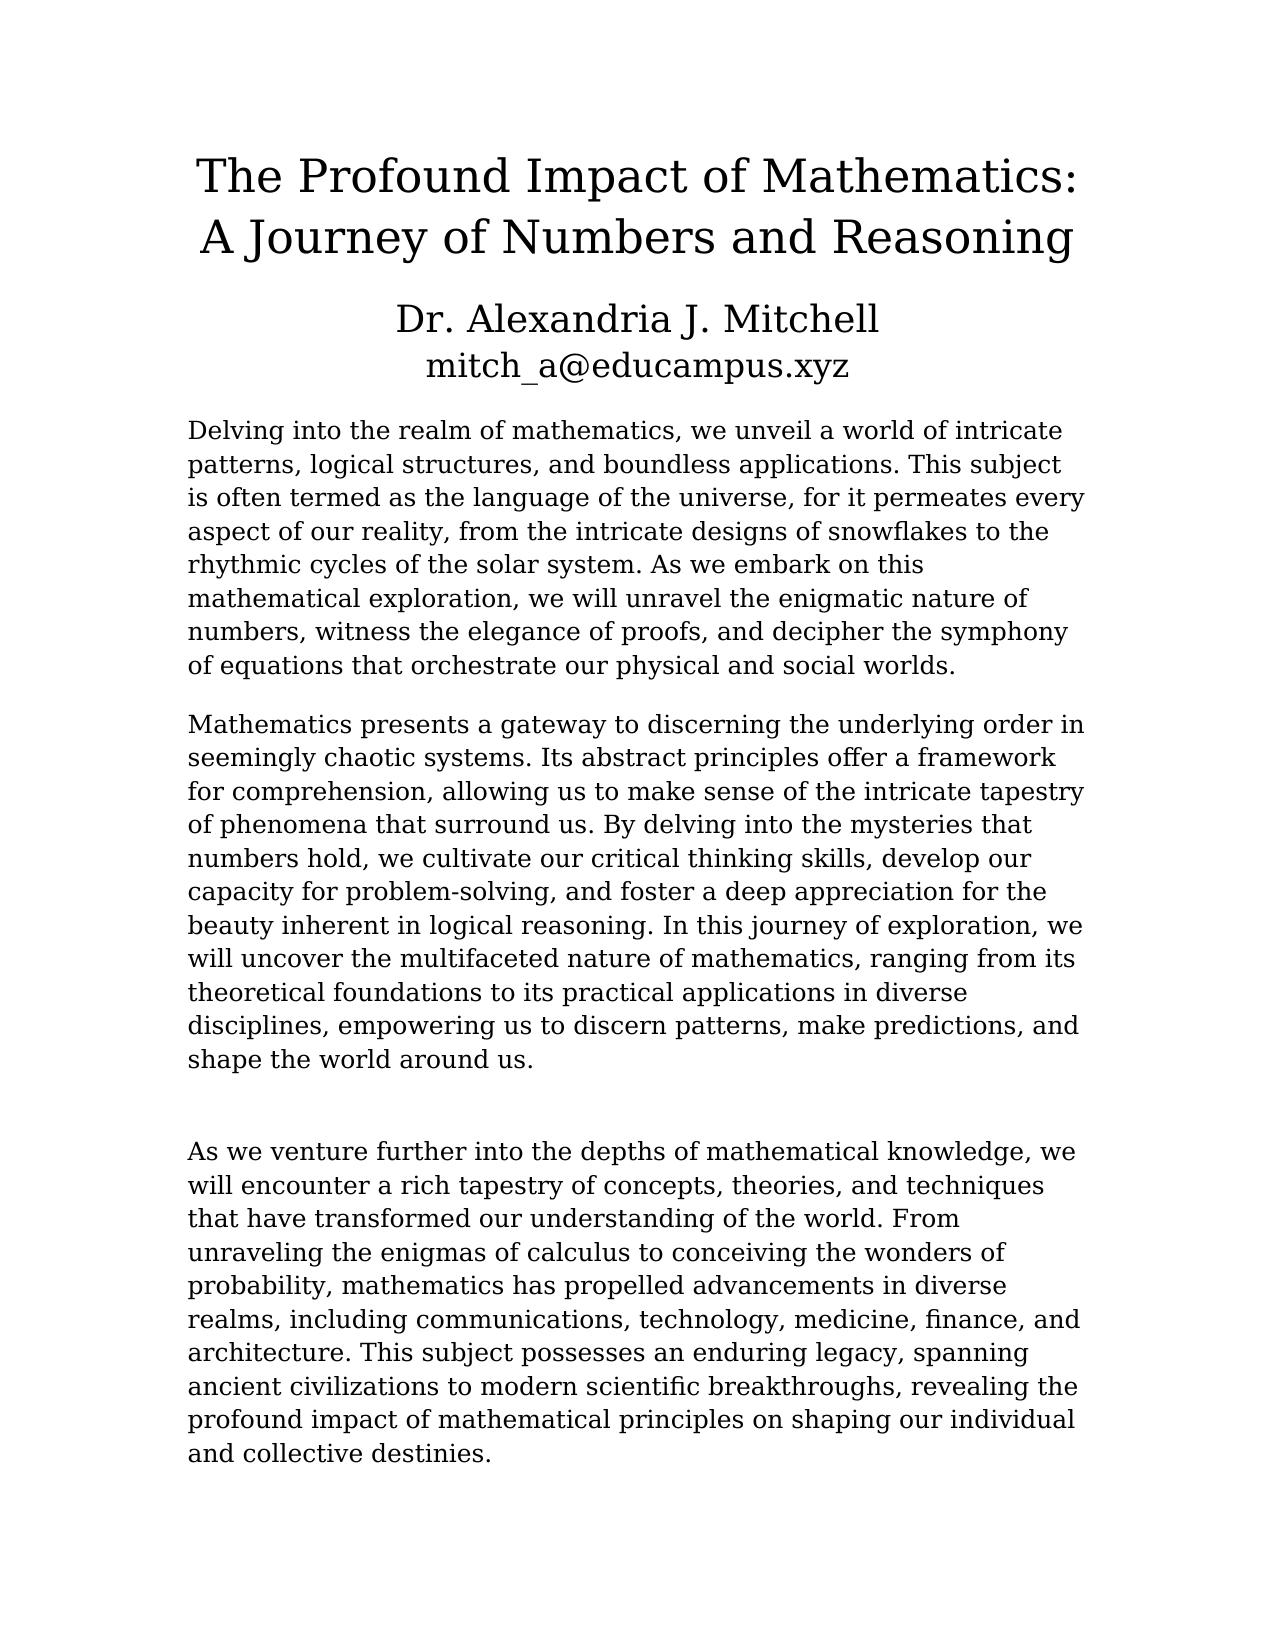 The Profound Impact of Mathematics:
A Journey of Numbers and Reasoning
Dr. Alexandria J. Mitchell
mitch_a@educampus.xyz
Delving into the realm of mathematics, we unveil a world of intricate
patterns, logical structures, and boundless applications. This subject
is often termed as the language of the universe, for it permeates every
aspect of our reality, from the intricate designs of snowflakes to the
rhythmic cycles of the solar system. As we embark on this
mathematical exploration, we will unravel the enigmatic nature of
numbers, witness the elegance of proofs, and decipher the symphony
of equations that orchestrate our physical and social worlds.
Mathematics presents a gateway to discerning the underlying order in
seemingly chaotic systems. Its abstract principles offer a framework
for comprehension, allowing us to make sense of the intricate tapestry
of phenomena that surround us. By delving into the mysteries that
numbers hold, we cultivate our critical thinking skills, develop our
capacity for problem-solving, and foster a deep appreciation for the
beauty inherent in logical reasoning. In this journey of exploration, we
will uncover the multifaceted nature of mathematics, ranging from its
theoretical foundations to its practical applications in diverse
disciplines, empowering us to discern patterns, make predictions, and
shape the world around us.
As we venture further into the depths of mathematical knowledge, we
will encounter a rich tapestry of concepts, theories, and techniques
that have transformed our understanding of the world. From
unraveling the enigmas of calculus to conceiving the wonders of
probability, mathematics has propelled advancements in diverse
realms, including communications, technology, medicine, finance, and
architecture. This subject possesses an enduring legacy, spanning
ancient civilizations to modern scientific breakthroughs, revealing the
profound impact of mathematical principles on shaping our individual
and collective destinies.